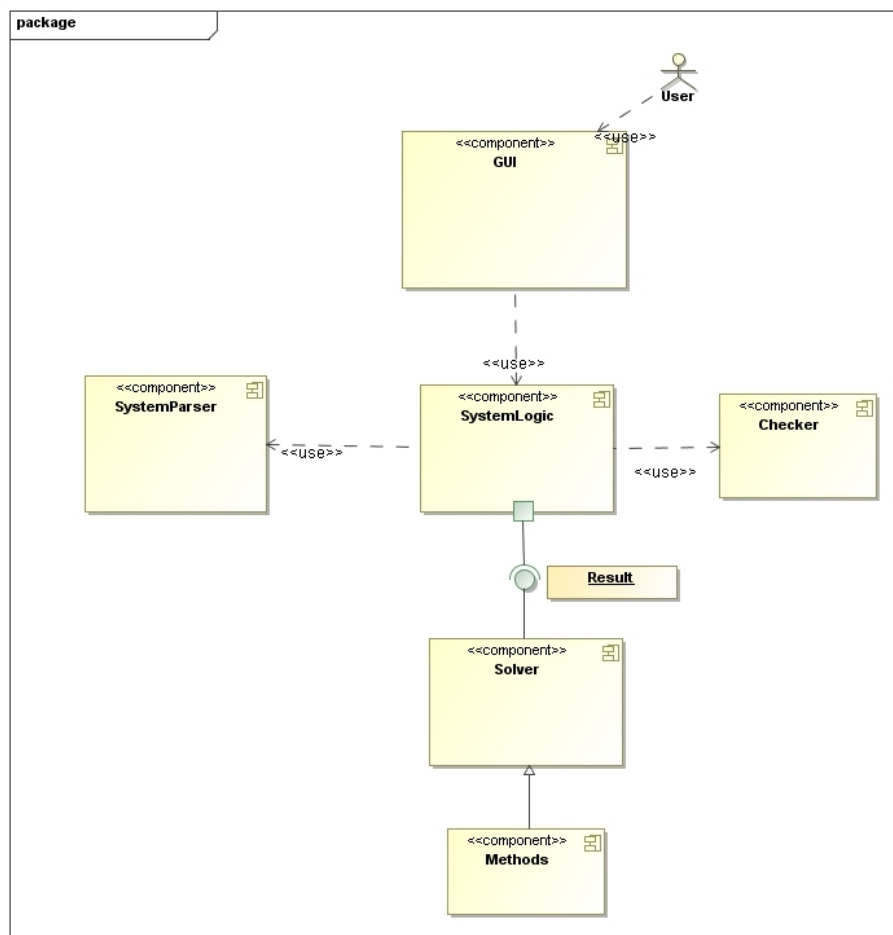 package
User
<<use>>
<<component>>
GUI
<<use>>
<<component>>
SystemParser
<<component>>
SystemLogic
<<component>>
Checker
<<use>>
<<use>>
Result
<<component>>
Solver
<<component>>
Methods